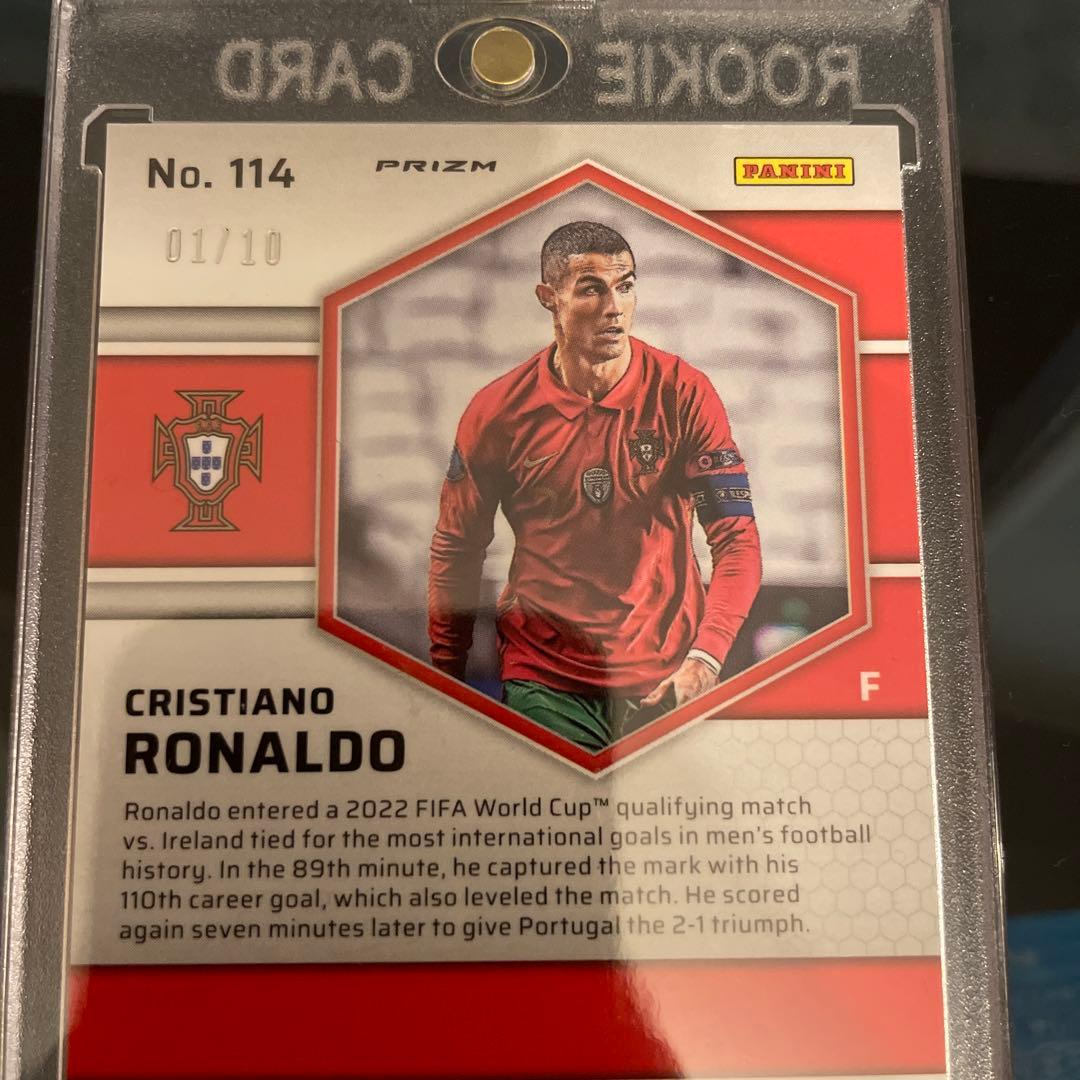 ROOKIE CARD
No. 114
PRIZM
PANINI
01/10
CRISTIANO
RONALDO
F
Ronaldo entered a 2022 FIFA World Cup™ qualifying match
vs. Ireland tied for the most international goals in men's football
history. In the 89th minute, he captured the mark with his
110th career goal, which also leveled the match. He scored
again seven minutes later to give Portugal the 2-1 triumph.